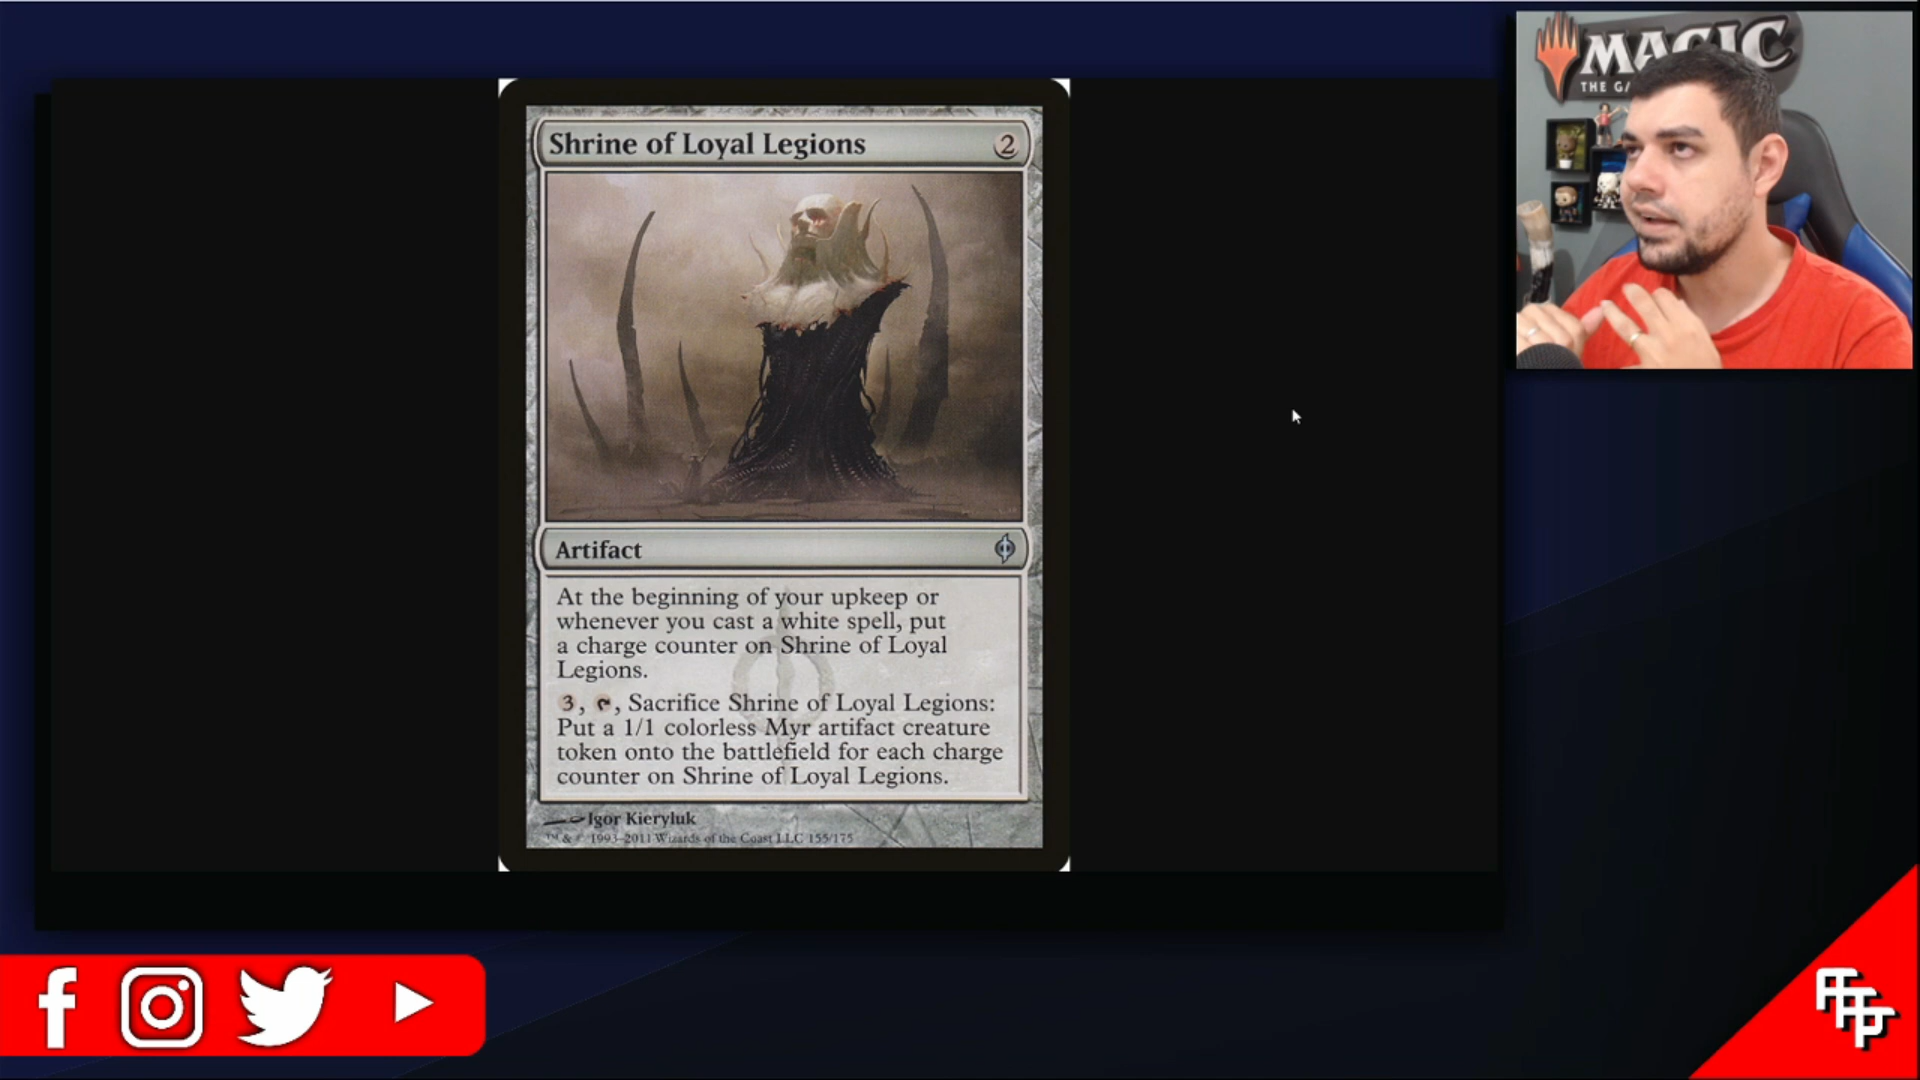 MAGIC
THE GA
Shrine of Loyal Legions 2
Artifact
At the beginning of your upkeep or
whenever you cast a white spell, put
a charge counter on Shrine of Loyal
Legions.
3, , Sacrifice Shrine of Loyal Legions:
Put a 1/1 colorless Myr artifact creature
token onto the battlefield for each charge
counter on Shrine of Loyal Legions.
Igor Kieryluk
™ & © 1993-2011 Wizards of the Coast LLC 155/175